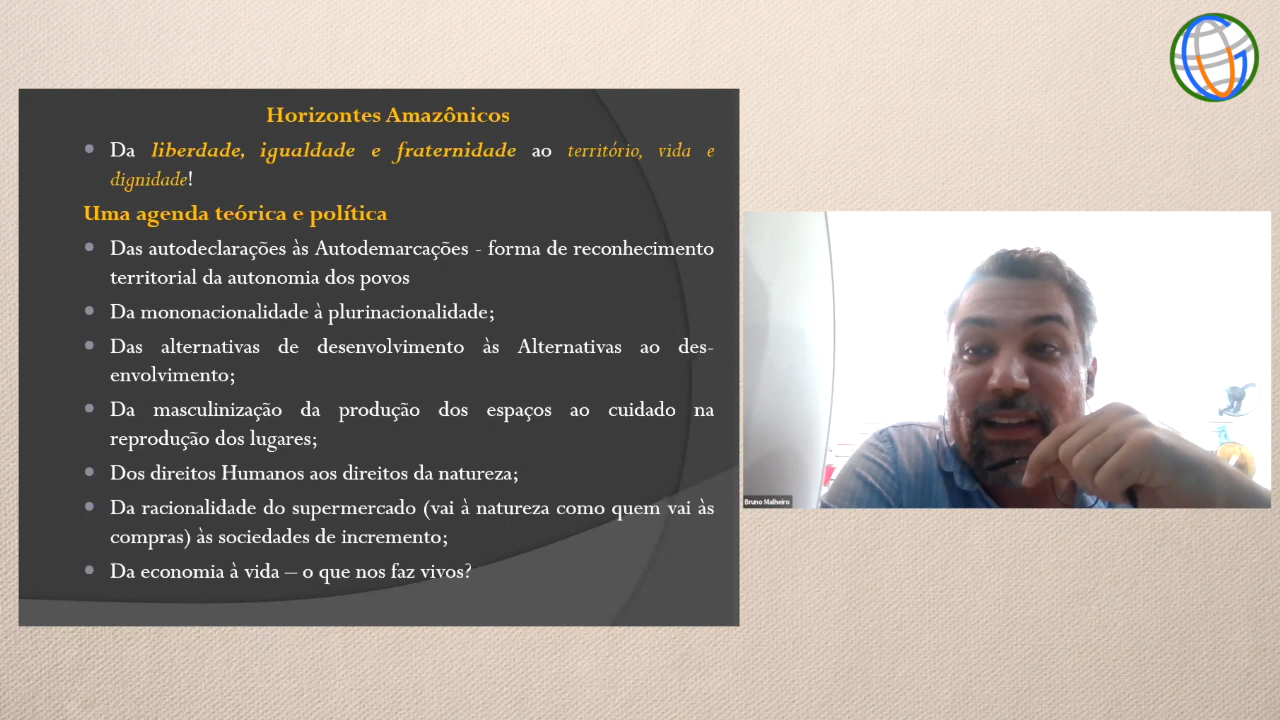 Horizontes Amazônicos
Da liberdade, igualdade e fraternidade ao território, vida e
dignidade!
Uma agenda teórica e política
Das autodeclarações às Autodemarcações - forma de reconhecimento
territorial da autonomia dos povos
Da mononacionalidade à plurinacionalidade;
Das alternativas de desenvolvimento às Alternativas ao des-
envolvimento;
Da masculinização da produção dos espaços ao cuidado na
reprodução dos lugares;
Dos direitos Humanos aos direitos da natureza;
Da racionalidade do supermercado (vai à natureza como quem vai às
compras) às sociedades de incremento;
Da economia à vida – o que nos faz vivos?
Bruno Malheiro